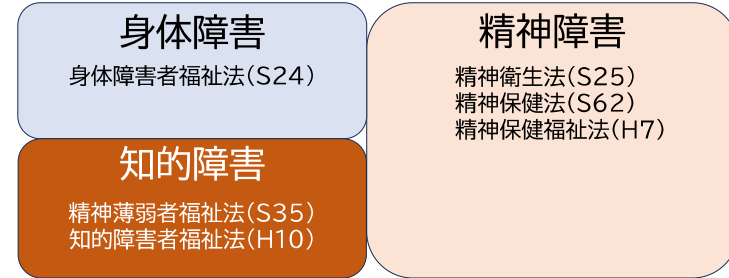 身体障害
身体障害者福祉法(S24)
知的障害
精神薄弱者福祉法(S35)
知的障害者福祉法(H10)
精神障害
精神衛生法(S25)
精神保健法(S62)
精神保健福祉法(H7)